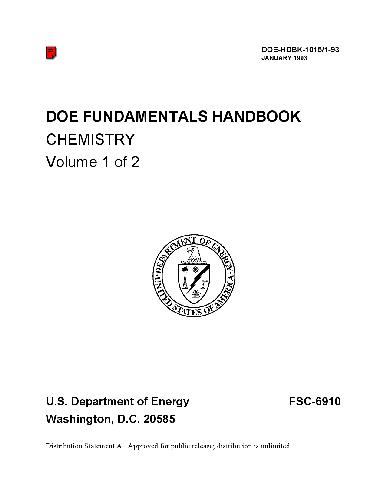 DOE-HDBK-1015/1-93
JANUARY 1993
DOE FUNDAMENTALS HANDBOOK
CHEMISTRY
Volume 1 of 2
DEPARTMENT OF ENERGY
UNITED STATES OF AMERICA
U.S. Department of Energy
FSC-6910
Washington, D.C. 20585
Distribution Statement A. Approved for public release; distribution is unlimited.